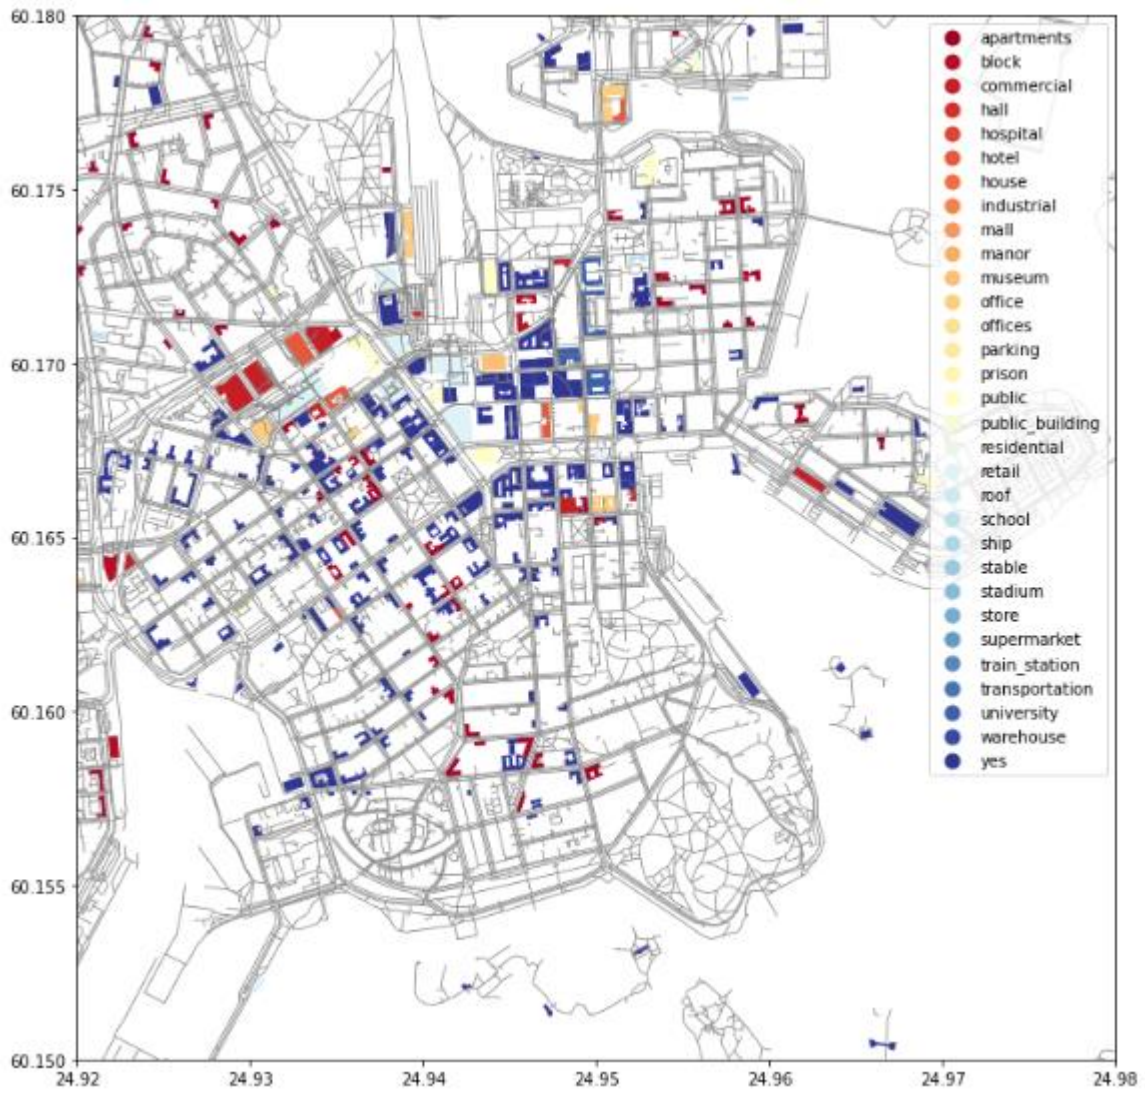 60.180
60.175
60.170
60.165
60.160
60.155
60.150
24.92
24.93
24.94
24.95
24.96
24.97
24.98
apartments
block
commercial
hall
hospital
hotel
house
industrial
mall
manor
museum
office
offices
parking
prison
public
public_building
residential
retail
roof
school
ship
stable
stadium
store
supermarket
train_station
transportation
university
warehouse
yes